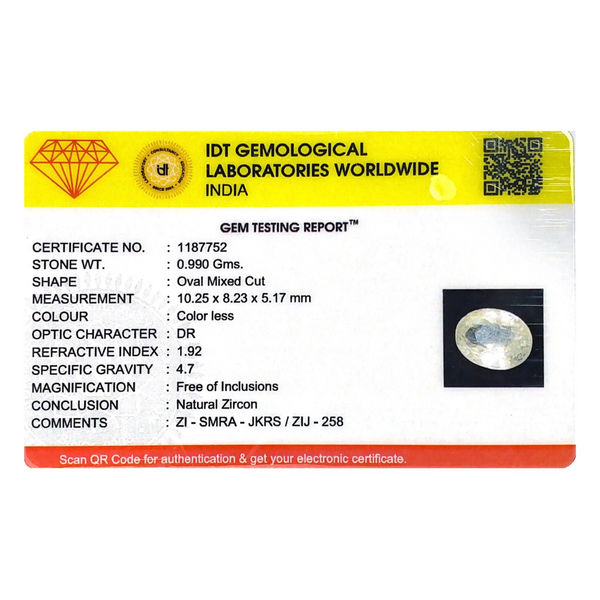 IDT GEMOLOGICAL
LABORATORIES WORLDWIDE
INDIA
GEM TESTING REPORT™
CERTIFICATE NO. : 1187752
STONE WT. : 0.990 Gms.
SHAPE : Oval Mixed Cut
MEASUREMENT : 10.25 x 8.23 x 5.17 mm
COLOUR : Color less
OPTIC CHARACTER : DR
REFRACTIVE INDEX : 1.92
SPECIFIC GRAVITY : 4.7
MAGNIFICATION : Free of Inclusions
CONCLUSION : Natural Zircon
COMMENTS : ZI - SMRA - JKRS / ZIJ - 258
Scan QR Code for authentication & get your electronic certificate.